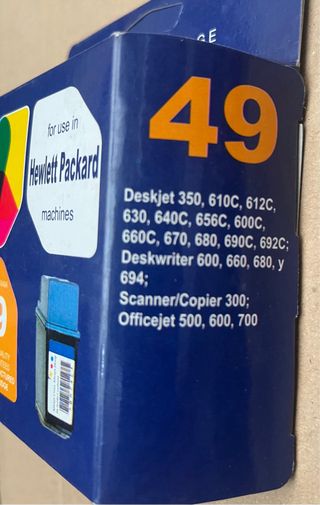 for use in
Hewlett Packard
machines
49
Deskjet 350, 610C, 612C,
630, 640C, 656C, 600C,
660C, 670, 680, 690C, 692C;
Deskwriter 600, 660, 680, y
694;
Scanner/Copier 300;
Officejet 500, 600, 700